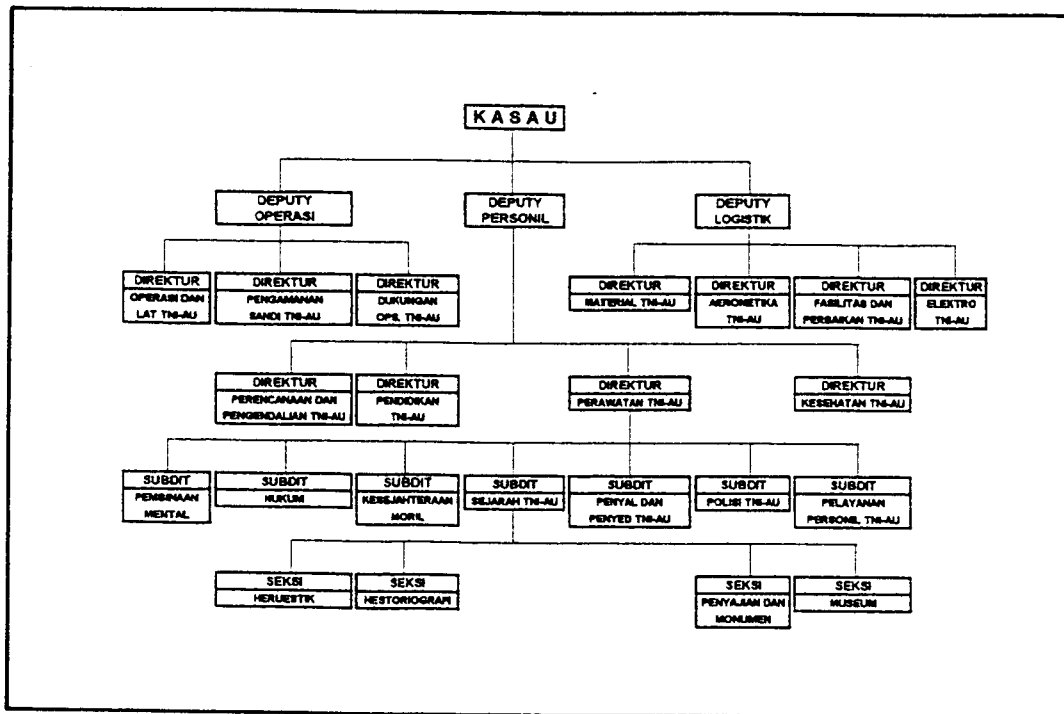 KASAU
DEPUTY
OPERASI
DEPUTY
PERSONIL
DEPUTY
LOGISTIK
DIREKTUR
OPERASI DAN
LAT TNI-AU
DIREKTUR
PENGAMANAN
SANDI TNI-AU
DIREKTUR
DUKUNGAN
OPS. TNI-AU
DIREKTUR
MATERIAL TNI-AU
DIREKTUR
AERONETIKA
TNI-AU
DIREKTUR
FASILITAS DAN
PERBAIKAN TNI-AU
DIREKTUR
ELEKTRO
TNI-AU
DIREKTUR
PERENCANAAN DAN
PENGENDALIAN TNI-AU
DIREKTUR
PENDIDIKAN
TNI-AU
DIREKTUR
PERAWATAN TNI-AU
DIREKTUR
KESEHATAN TNI-AU
SUBDIT
PEMBINAAN
MENTAL
SUBDIT
HUKUM
SUBDIT
KESEJAHTERAAN
MORIL
SUBDIT
SEJARAH TNI-AU
SUBDIT
PENYAL DAN
PENYED TNI-AU
SUBDIT
POLISI TNI-AU
SUBDIT
PELAYANAN
PERSONIL TNI-AU
SEKSI
HERUESTIK
SEKSI
HESTORIOGRAFI
SEKSI
PENYAJIAN DAN
MONUMEN
SEKSI
MUSEUM